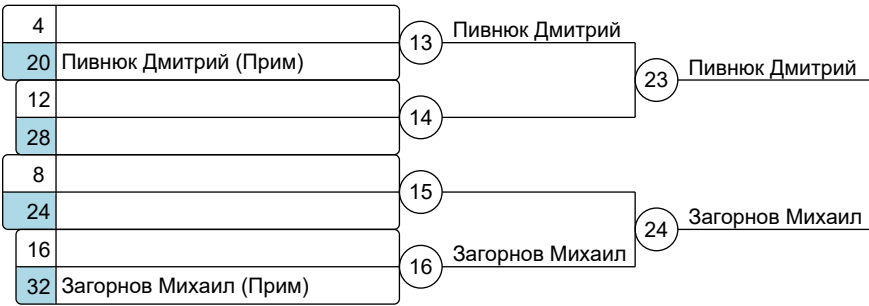 4
20 Пивнюк Дмитрий (Прим)
13 Пивнюк Дмитрий
12
28
14
23 Пивнюк Дмитрий
8
24
15
16
32 Загорнов Михаил (Прим)
16 Загорнов Михаил
24 Загорнов Михаил